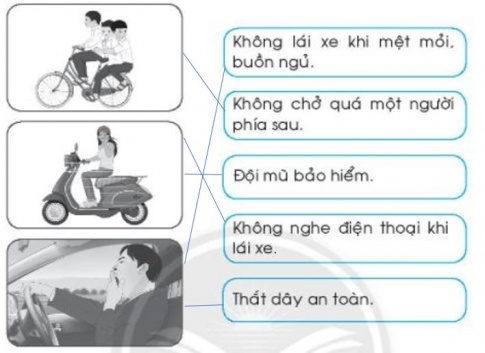 Không lái xe khi mệt mỏi,
buồn ngủ.
Không chở quá một người
phía sau.
Đội mũ bảo hiểm.
Không nghe điện thoại khi
lái xe.
Thắt dây an toàn.